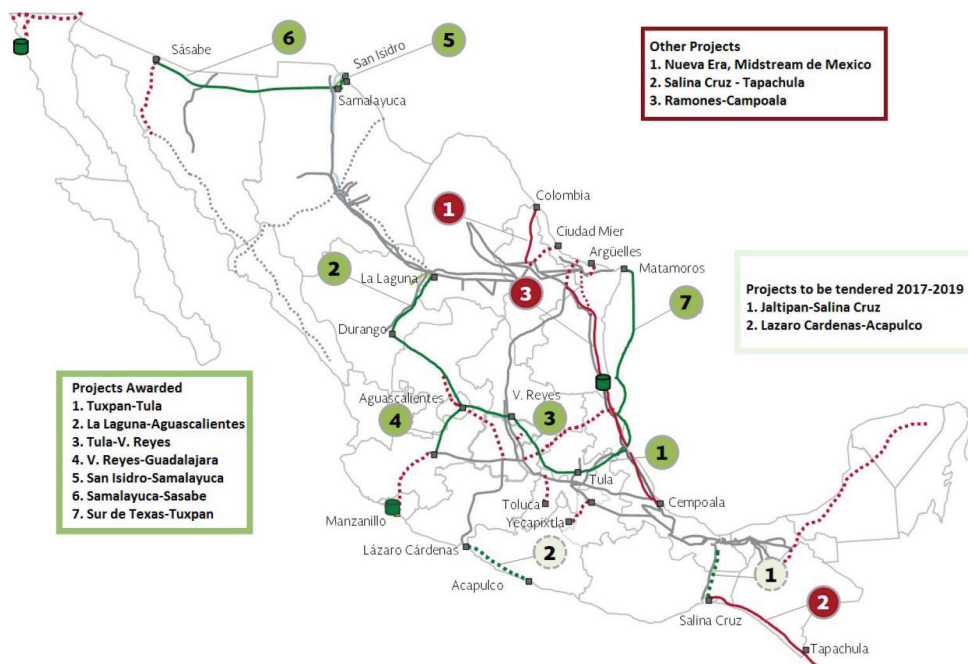 6
5
Sásabe
San Isidro
Samalayuca
Other Projects
1. Nueva Era, Midstream de Mexico
2. Salina Cruz - Tapachula
3. Ramones-Campoala
Colombia
1
Ciudad Mier
Argüelles
2
La Laguna
Matamoros
3
7
Projects to be tendered 2017-2019
1. Jaltipan-Salina Cruz
2. Lazaro Cardenas-Acapulco
Durango
Projects Awarded
1. Tuxpan-Tula
2. La Laguna-Aguascalientes
3. Tula-V. Reyes
4. V. Reyes-Guadalajara
5. San Isidro-Samalayuca
6. Samalayuca-Sasabe
7. Sur de Texas-Tuxpan
Aguascalientes
V. Reyes
4
3
1
Tula
Manzanillo
Toluca
Yecapixtla
Cempoala
Lázaro Cárdenas
2
Acapulco
1
Salina Cruz
2
Tapachula